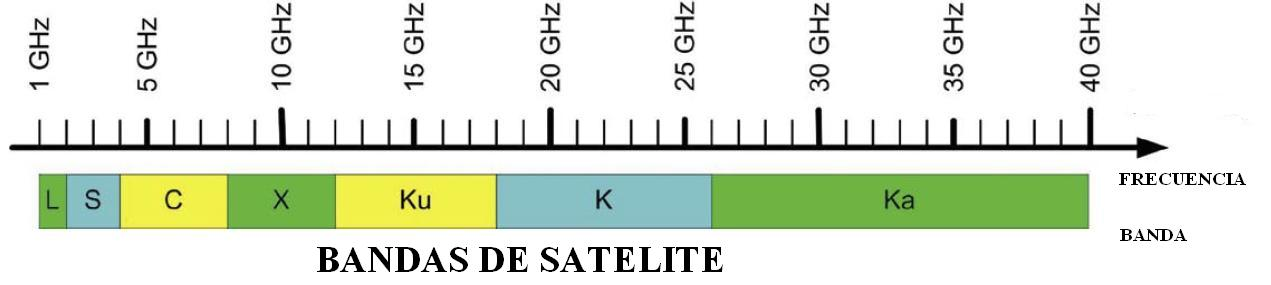 1 GHz
5 GHz
10 GHz
15 GHz
20 GHz
25 GHz
30 GHz
35 GHz
40 GHz
FRECUENCIA
L S C X Ku K Ka
BANDA
BANDAS DE SATELITE